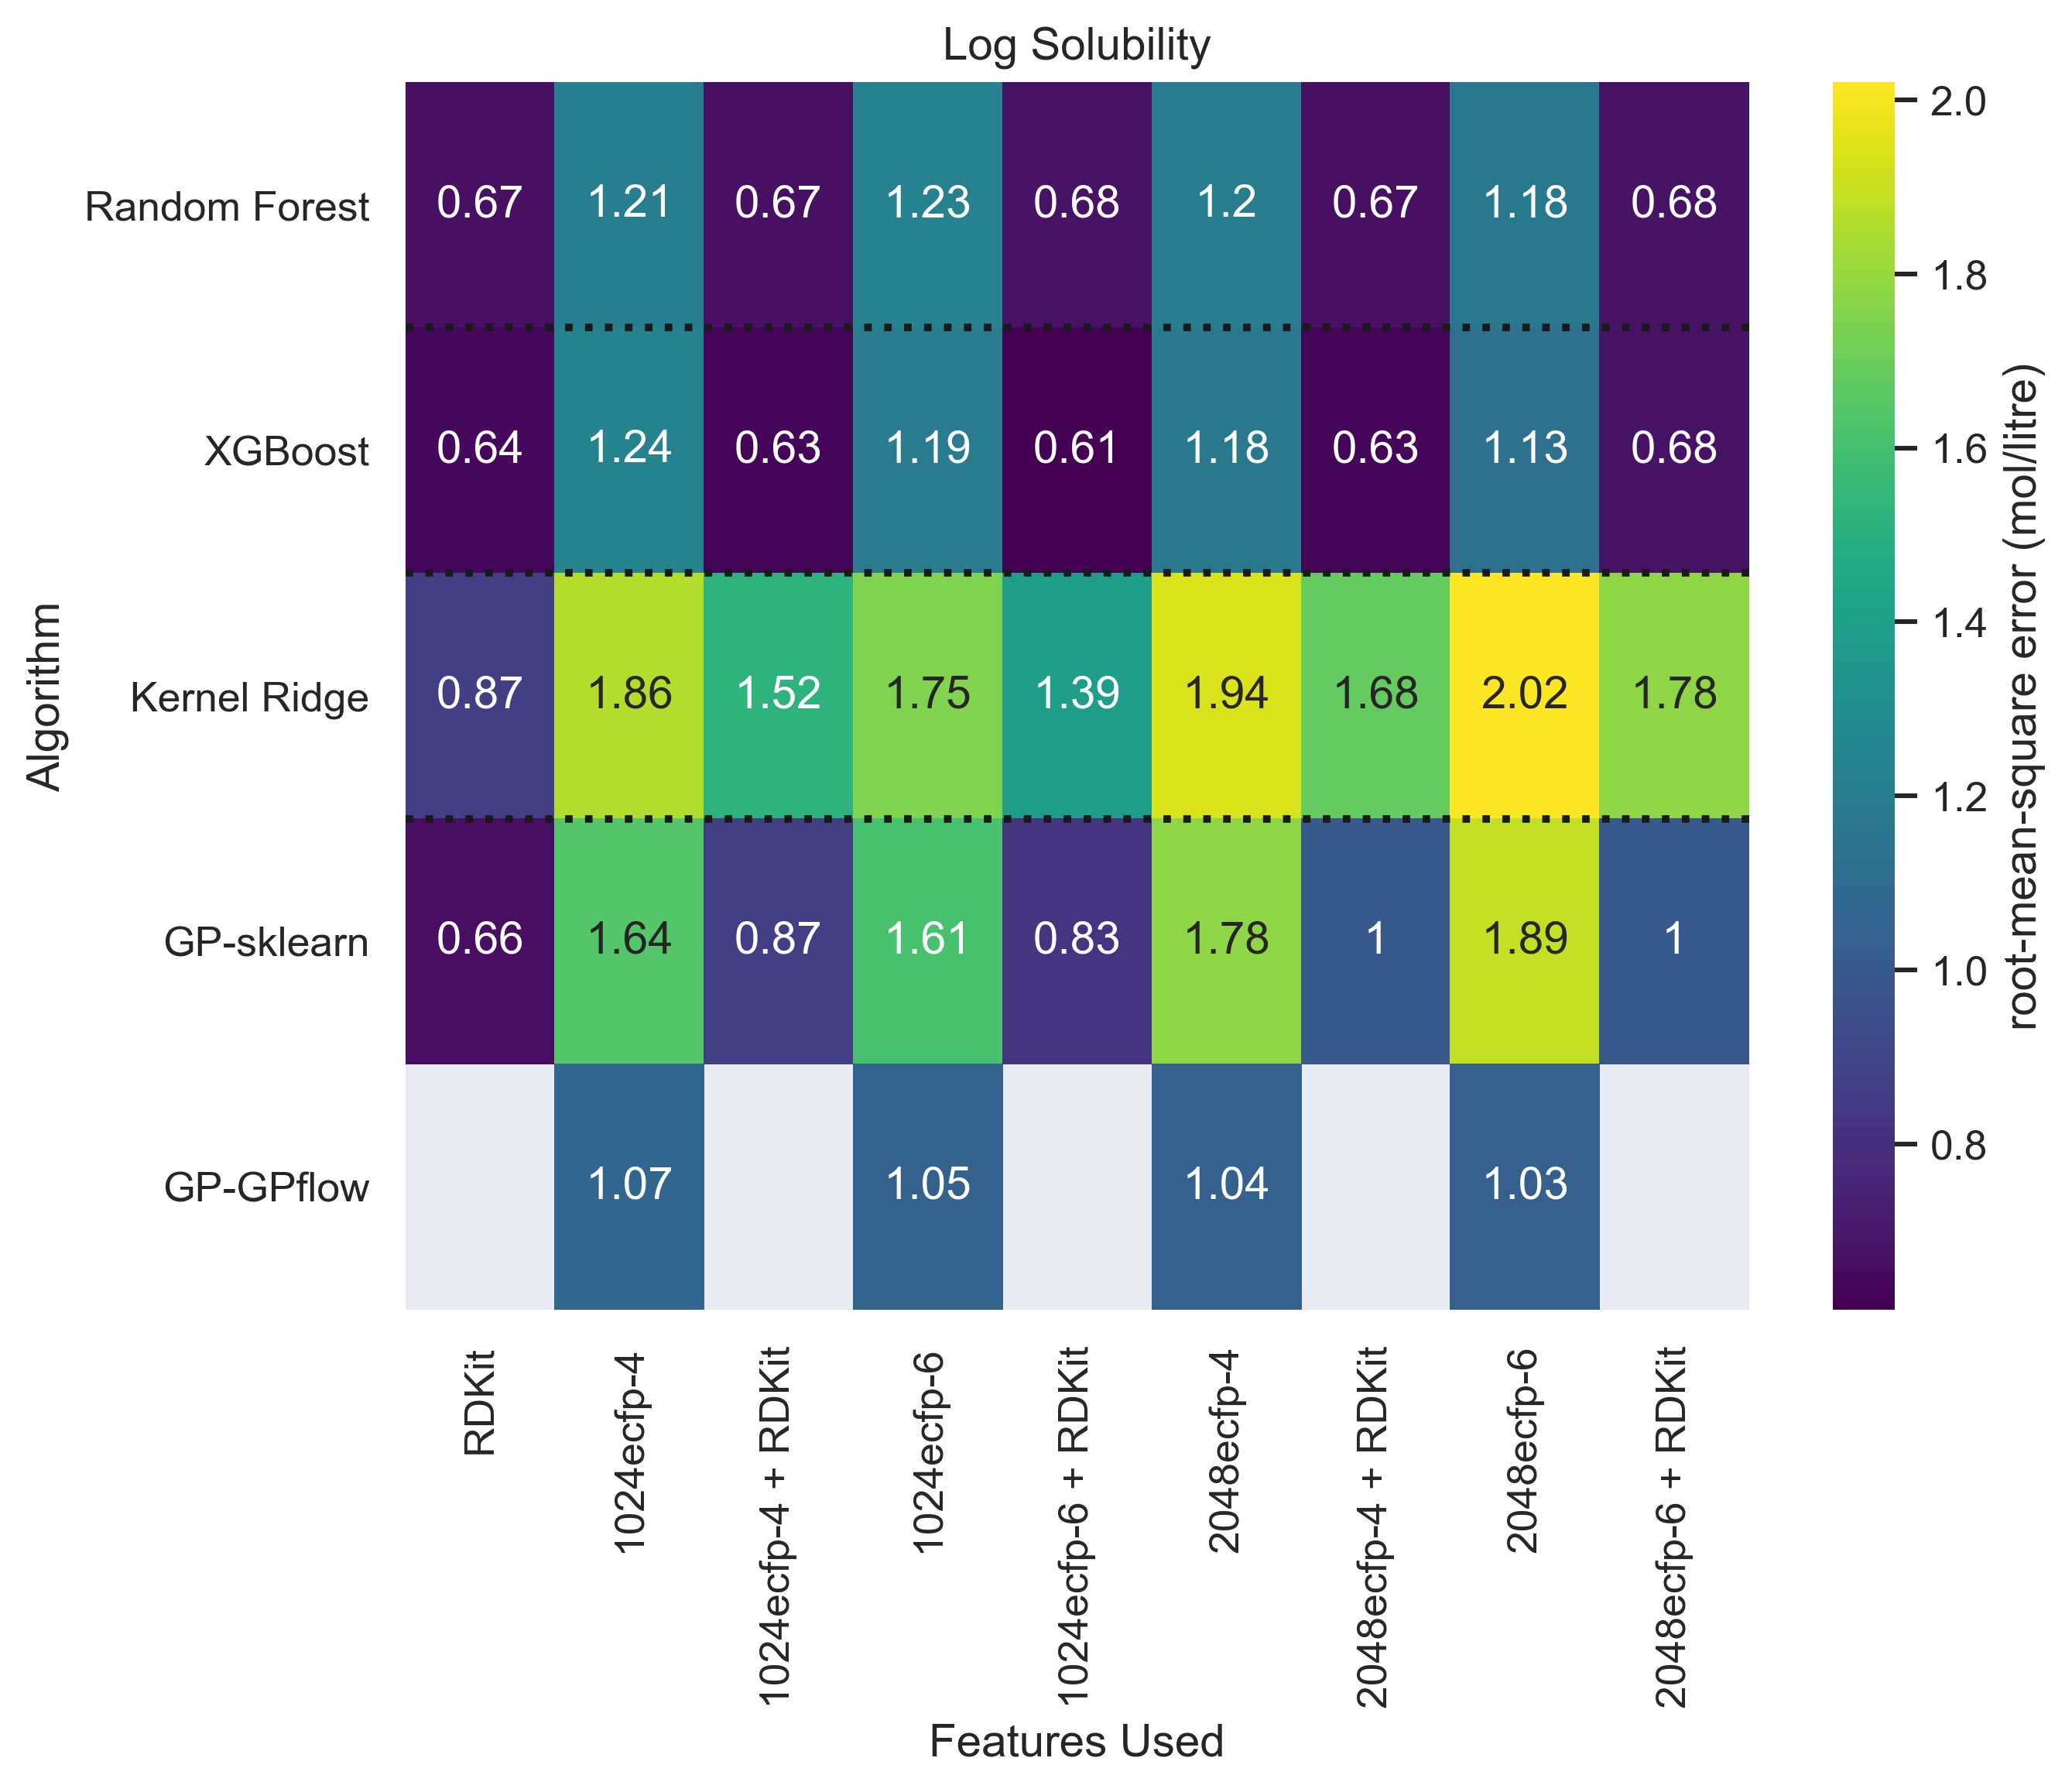 Log Solubility
Algorithm
Random Forest
0.67 1.21 0.67 1.23 0.68 1.2 0.67 1.18 0.68
XGBoost
0.64 1.24 0.63 1.19 0.61 1.18 0.63 1.13 0.68
Kernel Ridge
0.87 1.86 1.52 1.75 1.39 1.94 1.68 2.02 1.78
GP-sklearn
0.66 1.64 0.87 1.61 0.83 1.78 1 1.89 1
GP-GPflow
1.07 1.05 1.04 1.03
RDKit
1024ecfp-4
1024ecfp-4 + RDKit
1024ecfp-6
1024ecfp-6 + RDKit
2048ecfp-4
2048ecfp-4 + RDKit
2048ecfp-6
2048ecfp-6 + RDKit
Features Used
2.0
1.8
1.6
1.4
1.2
1.0
0.8
root-mean-square error (mol/litre)